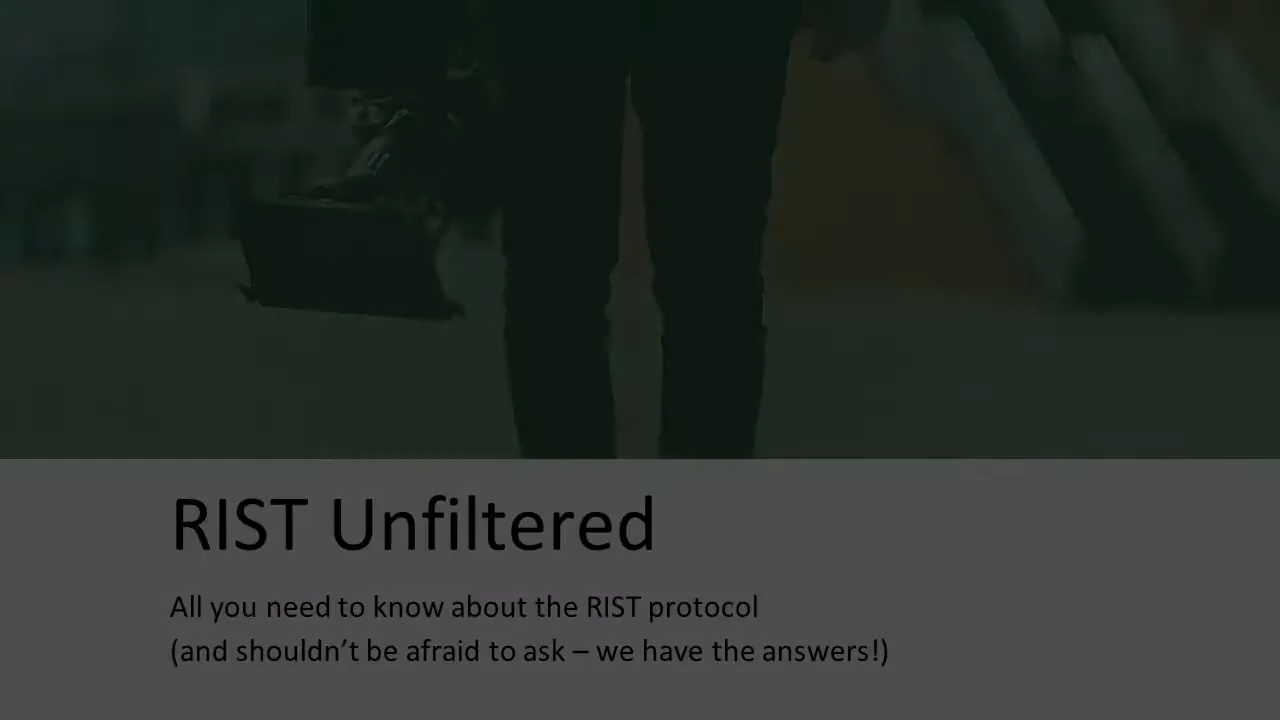 RIST Unfiltered
All you need to know about the RIST protocol
(and shouldn’t be afraid to ask – we have the answers!)